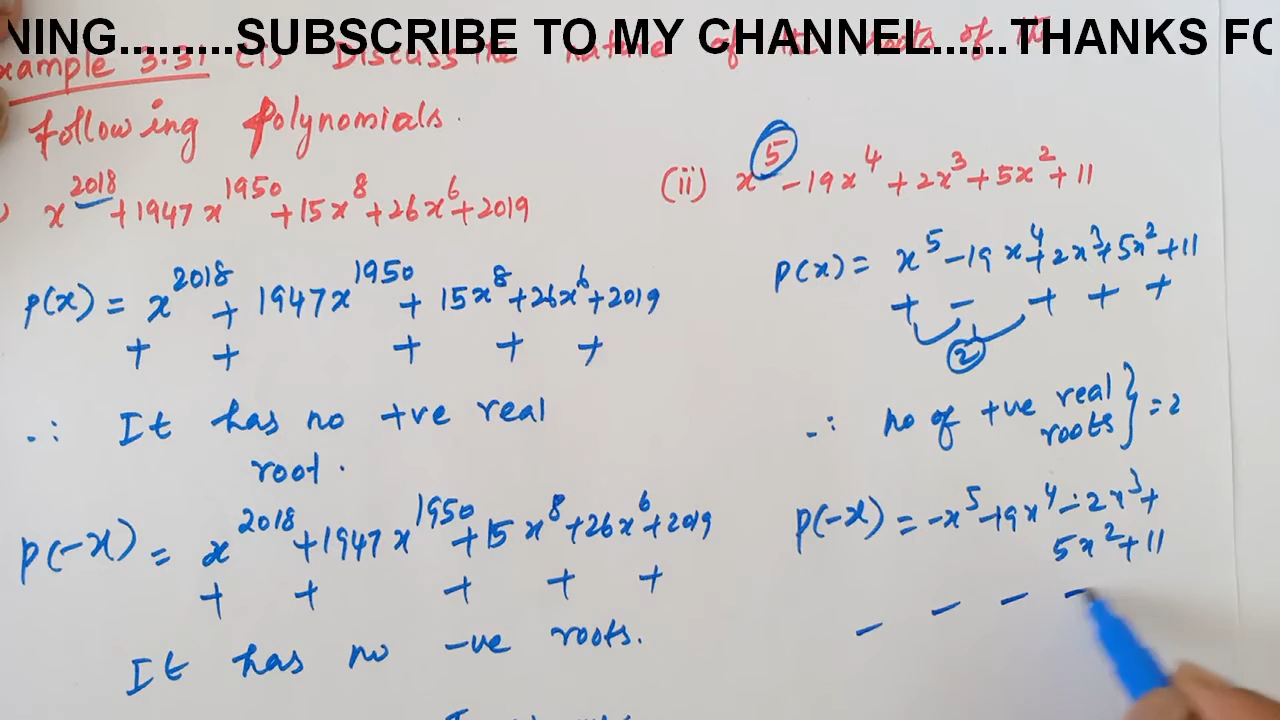 NING.........SUBSCRIBE TO MY CHANNEL......THANKS FO
xample 3.31 (i) Discuss the nature of the roots of the
following polynomials.
x^2018 + 1947x^1950 + 15x^8 + 26x^6 + 2019
p(x) = x^2018 + 1947x^1950 + 15x^8 + 26x^6 + 2019
+ + + + +
∴ It has no +ve real
root.
p(-x) = x^2018 + 1947x^1950 + 15x^8 + 26x^6 + 2019
+ + + + +
It has no -ve roots.
(ii) x^5 - 19x^4 + 2x^3 + 5x^2 + 11
p(x) = x^5 - 19x^4 + 2x^3 + 5x^2 + 11
+ - + + +
2
∴ no of +ve real
roots } = 2
p(-x) = -x^5 - 19x^4 - 2x^3 +
5x^2 + 11
- - - -